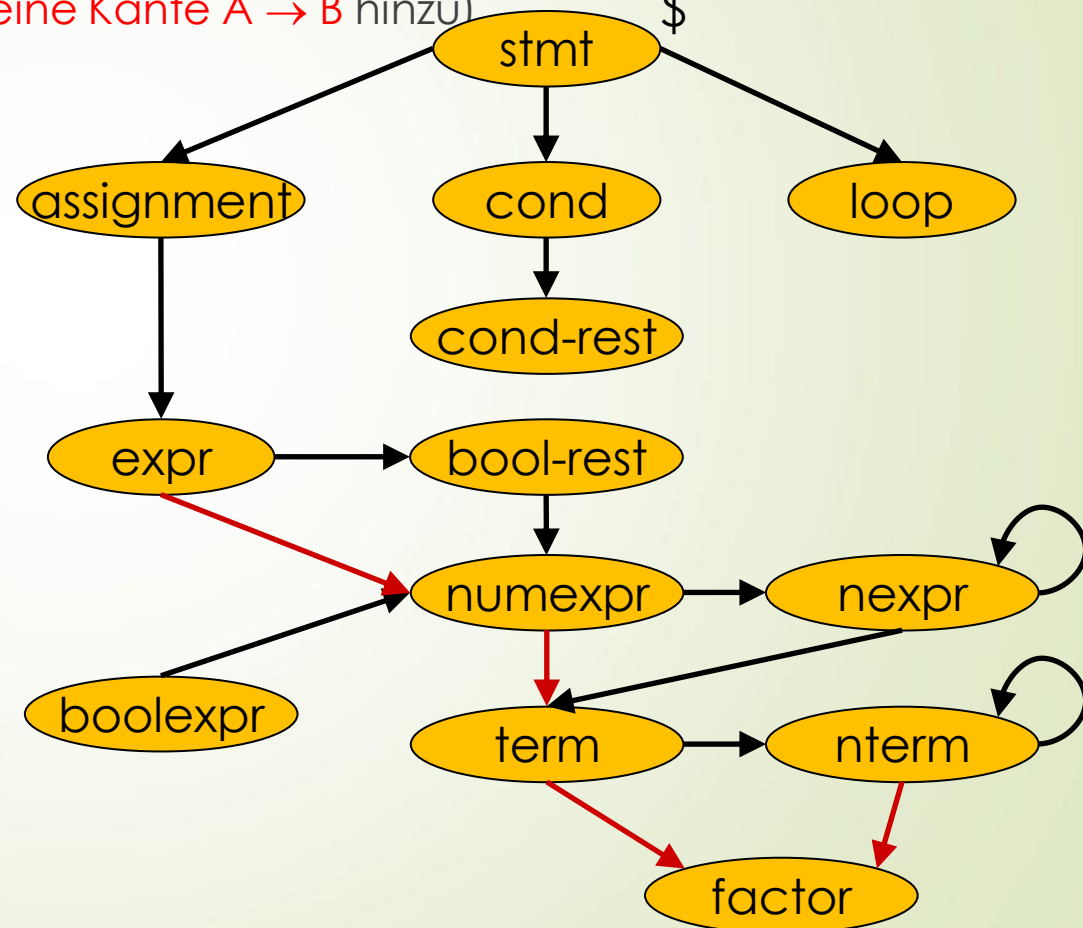 eine Kante A → B hinzu)
$
stmt
assignment
cond
loop
cond-rest
expr
bool-rest
numexpr
nexpr
boolexpr
term
nterm
factor